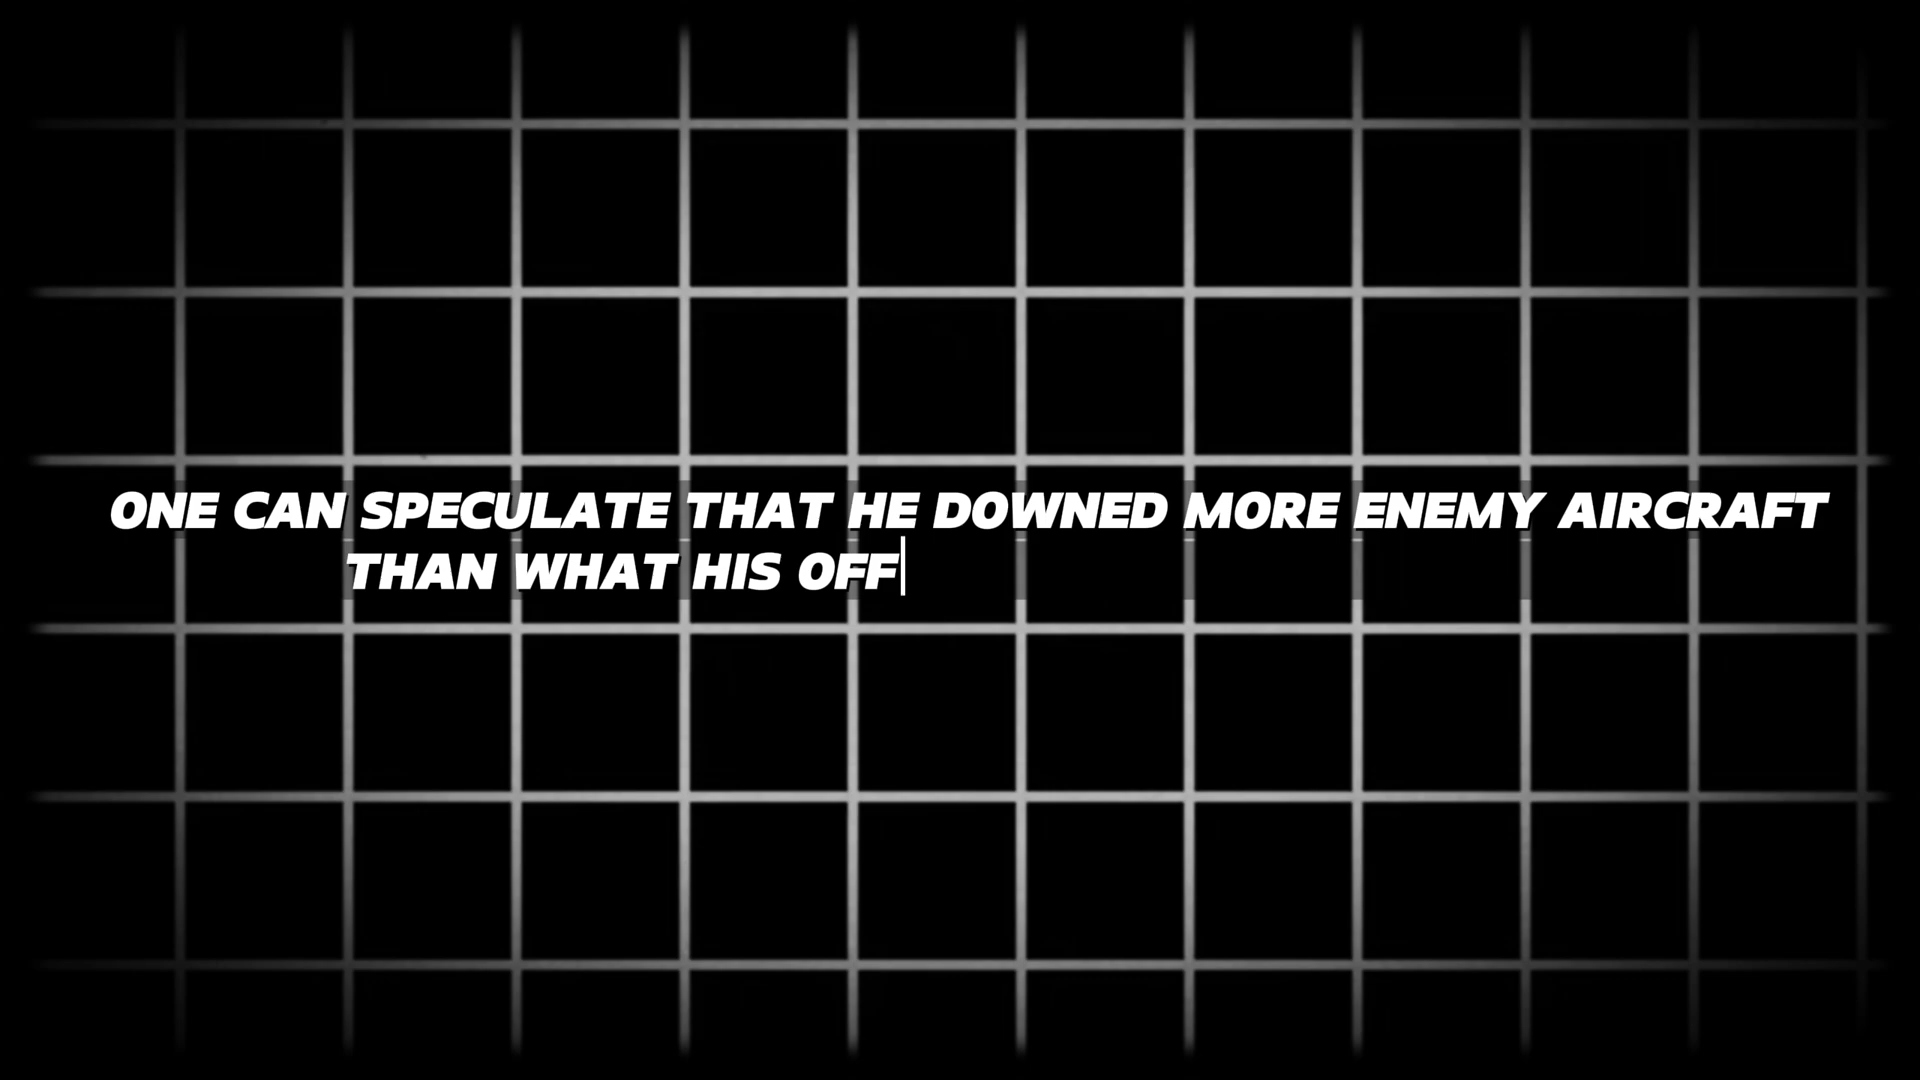 ONE CAN SPECULATE THAT HE DOWNED MORE ENEMY AIRCRAFT
THAN WHAT HIS OFF